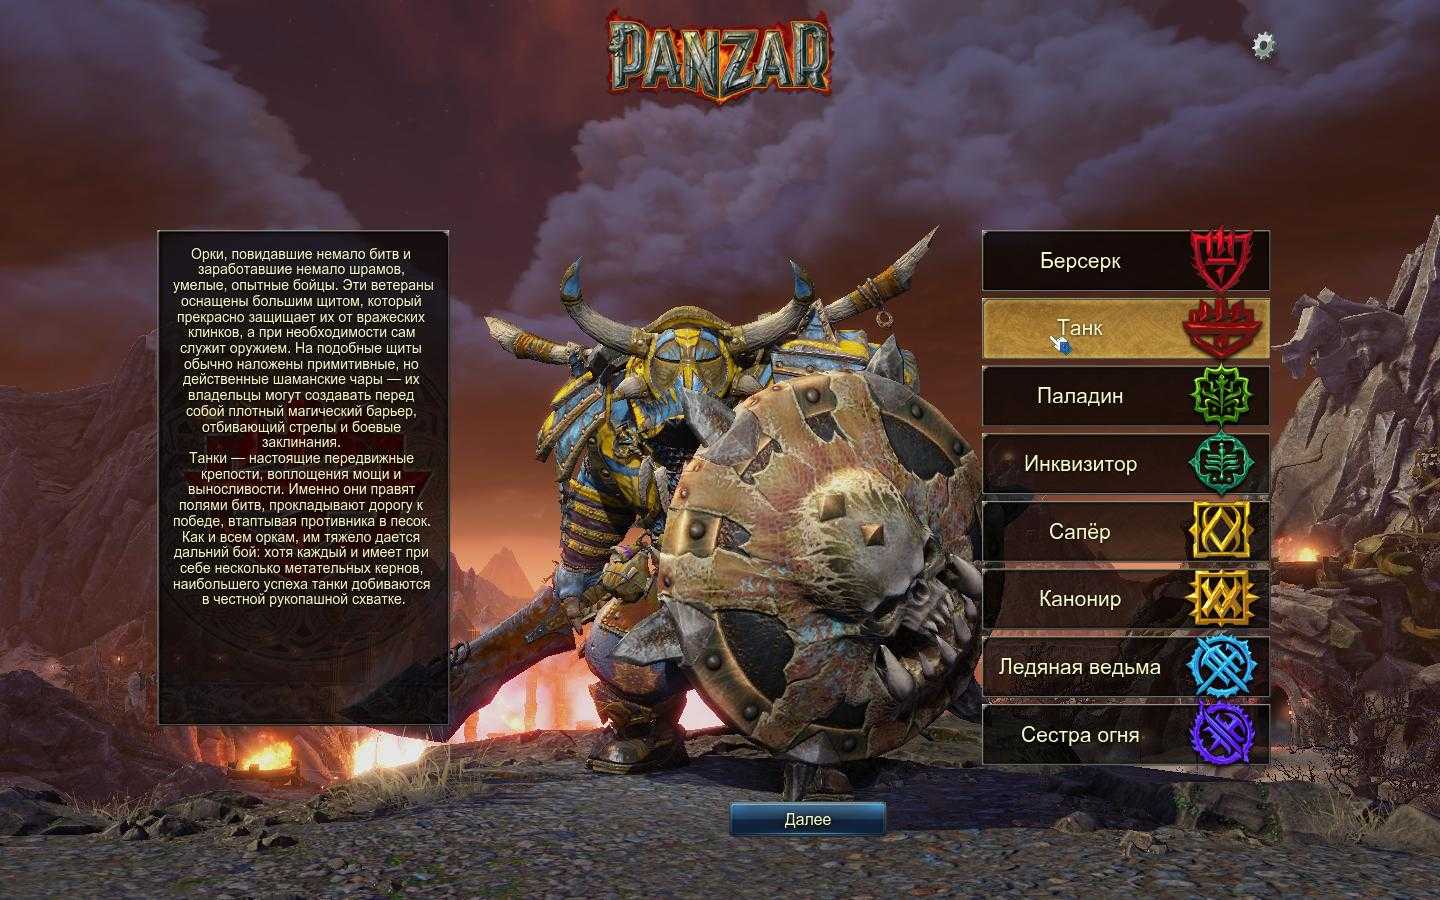 PANZAR
Орки, повидавшие немало битв и
заработавшие немало шрамов,
умелые, опытные бойцы. Эти ветераны
оснащены большим щитом, который
прекрасно защищает их от вражеских
клинков, а при необходимости сам
служит оружием. На подобные щиты
обычно наложены примитивные, но
действенные шаманские чары — их
владельцы могут создавать перед
собой плотный магический барьер,
отбивающий стрелы и боевые
заклинания.
Танки — настоящие передвижные
крепости, воплощения мощи и
выносливости. Именно они правят
полями битв, прокладывают дорогу к
победе, втаптывая противника в песок.
Как и всем оркам, им тяжело дается
дальний бой: хотя каждый и имеет при
себе несколько метательных кернов,
наибольшего успеха танки добиваются
в честной рукопашной схватке.
Берсерк
Танк
Паладин
Инквизитор
Сапёр
Канонир
Ледяная ведьма
Сестра огня
Далее